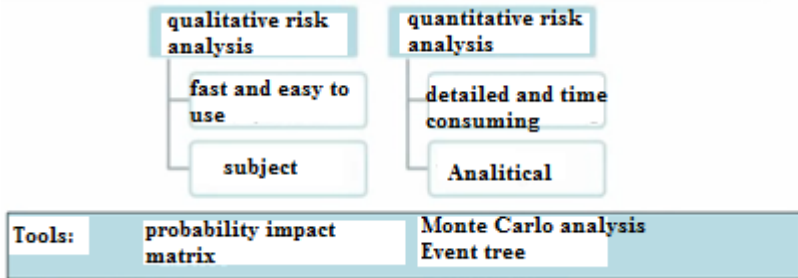 qualitative risk
analysis
quantitative risk
analysis
fast and easy to
use
detailed and time
consuming
subject
Analitical
Tools:
probability impact
matrix
Monte Carlo analysis
Event tree